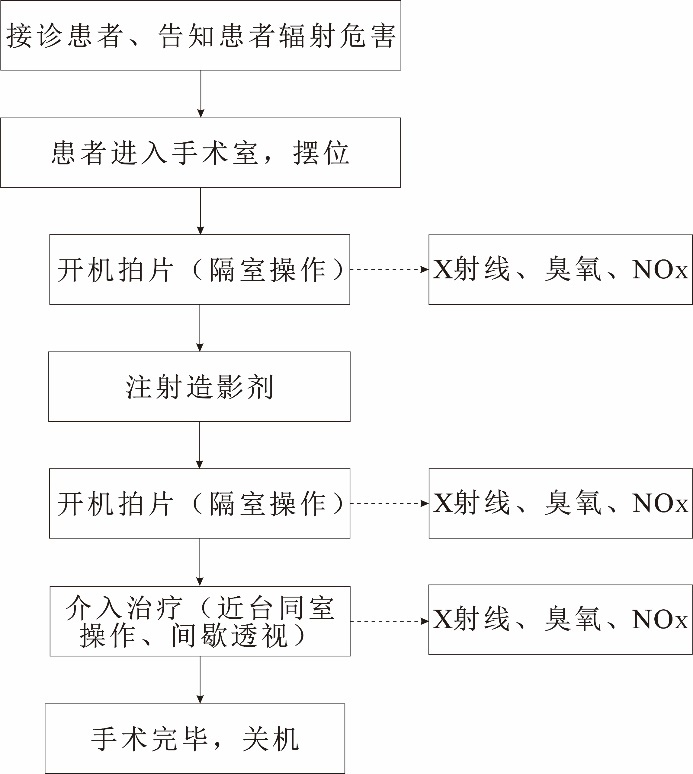 接诊患者、告知患者辐射危害
患者进入手术室，摆位
开机拍片（隔室操作）
X射线、臭氧、NOx
注射造影剂
开机拍片（隔室操作）
X射线、臭氧、NOx
介入治疗（近台同室
操作、间歇透视）
X射线、臭氧、NOx
手术完毕，关机